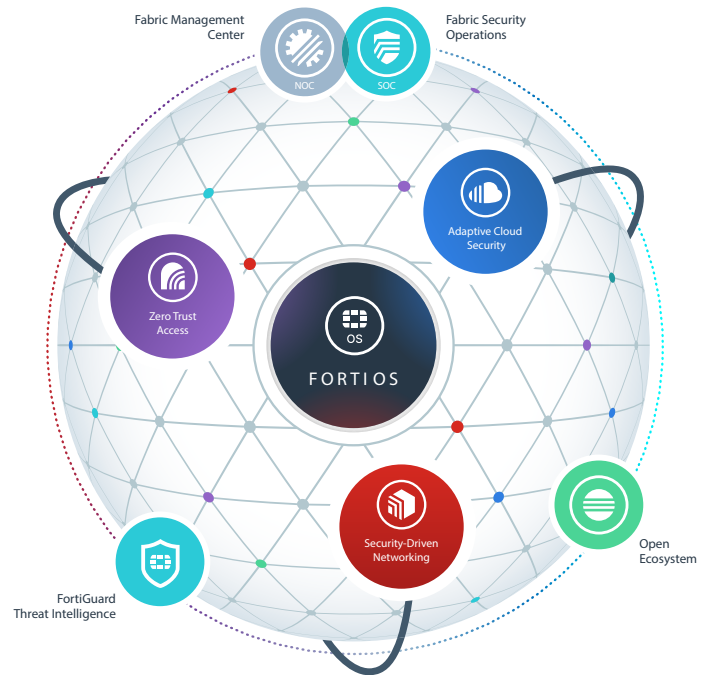 Fabric Management
Center
NOC
SOC
Fabric Security
Operations
Adaptive Cloud
Security
Zero Trust
Access
OS
FORTIOS
Security-Driven
Networking
Open
Ecosystem
FortiGuard
Threat Intelligence